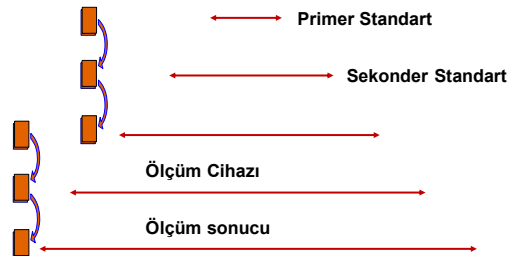 Primer Standart
Sekonder Standart
Ölçüm Cihazı
Ölçüm sonucu